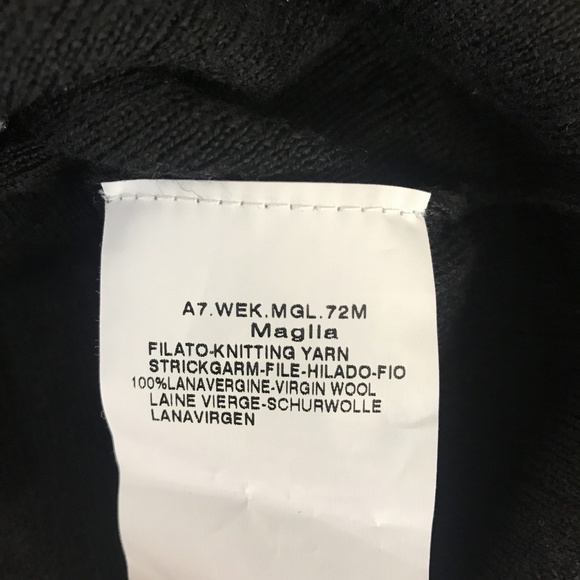 A7.WEK.MGL.72M
Maglia
FILATO-KNITTING YARN
STRICKGARM-FILE-HILADO-FIO
100%LANAVERGINE-VIRGIN WOOL
LAINE VIERGE-SCHURWOLLE
LANAVIRGEN